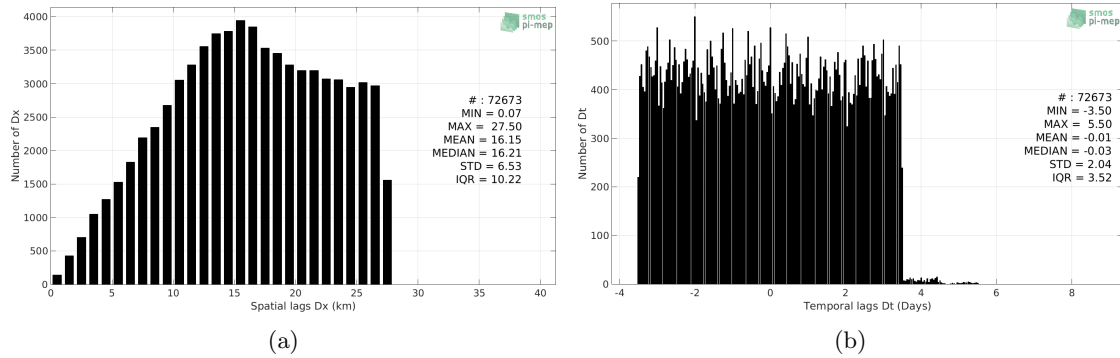 4000
3500
3000
2500
2000
1500
1000
500
0
Number of Dx
smos
pi-mep
# : 72673
MIN = 0.07
MAX = 27.50
MEAN = 16.15
MEDIAN = 16.21
STD = 6.53
IQR = 10.22
0 5 10 15 20 25 30 35 40
Spatial lags Dx (km)
(a)
500
400
300
200
100
0
Number of Dt
smos
pi-mep
# : 72673
MIN = -3.50
MAX = 5.50
MEAN = -0.01
MEDIAN = -0.03
STD = 2.04
IQR = 3.52
-4 -2 0 2 4 6 8
Temporal lags Dt (Days)
(b)